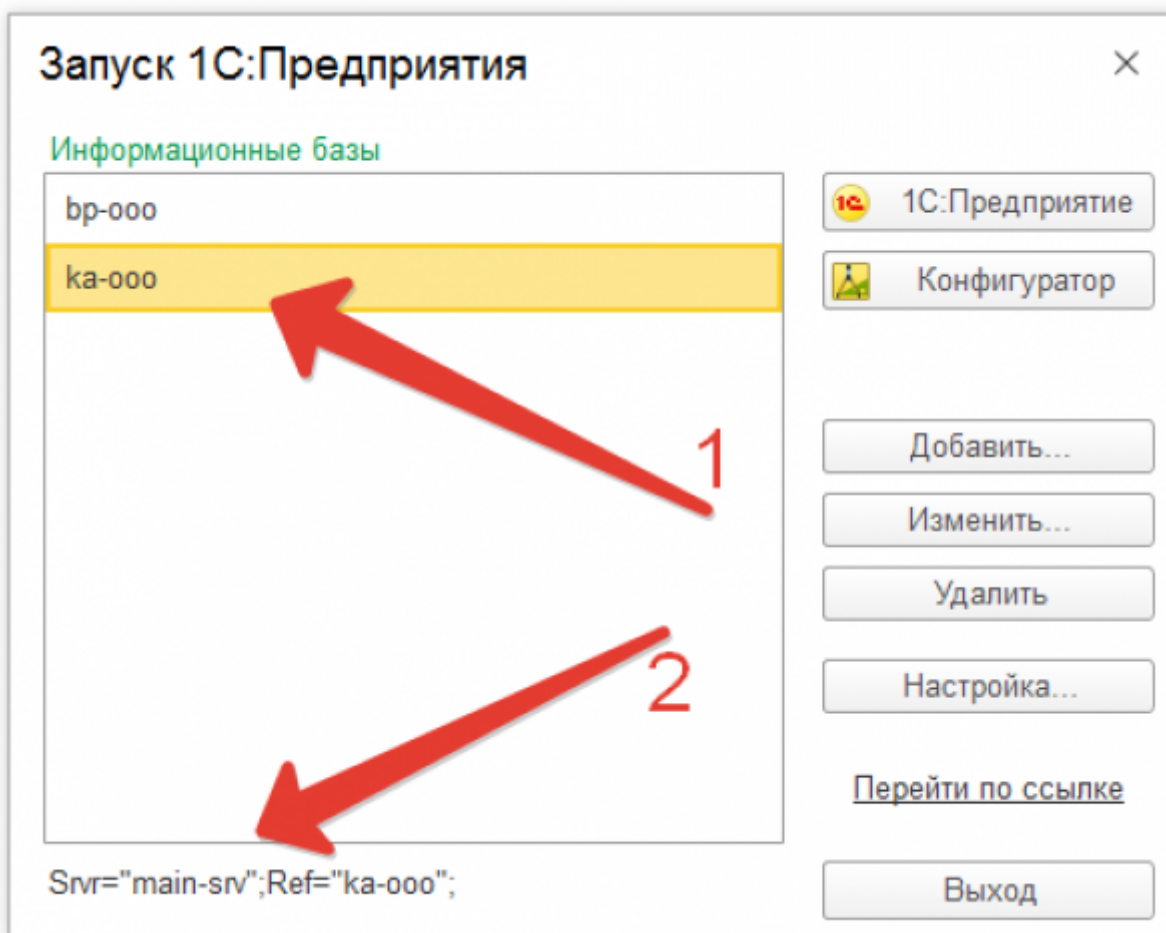 Запуск 1С:Предприятия
Информационные базы
bp-ooo
ka-ooo
1С:Предприятие
Конфигуратор
1
Добавить...
Изменить...
Удалить
2
Настройка...
Перейти по ссылке
Srvr="main-srv";Ref="ka-ooo";
Выход